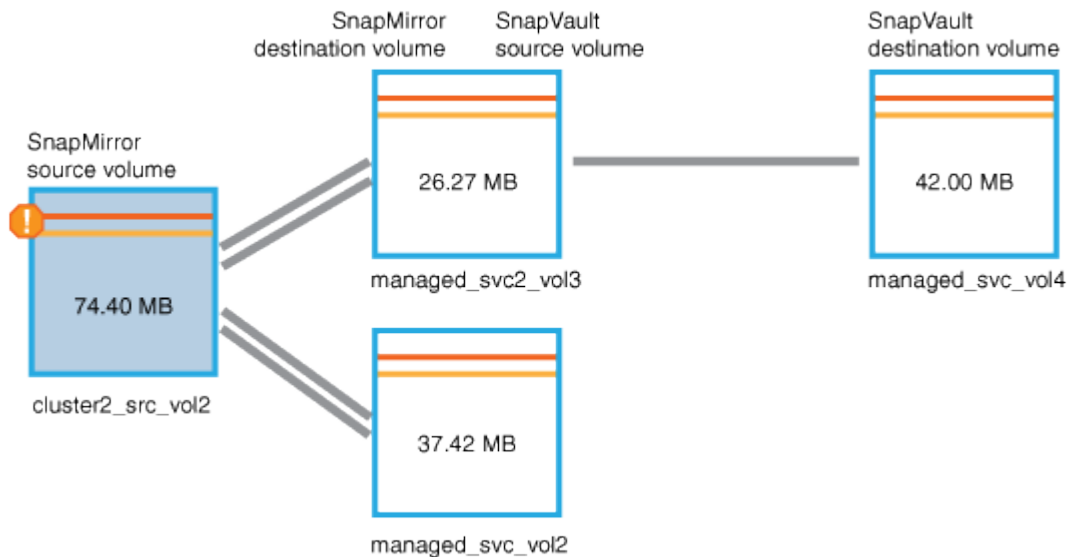 SnapMirror
destination volume
SnapVault
source volume
SnapVault
destination volume
SnapMirror
source volume
26.27 MB
42.00 MB
managed_svc2_vol3
managed_svc_vol4
!
74.40 MB
cluster2_src_vol2
37.42 MB
managed_svc_vol2